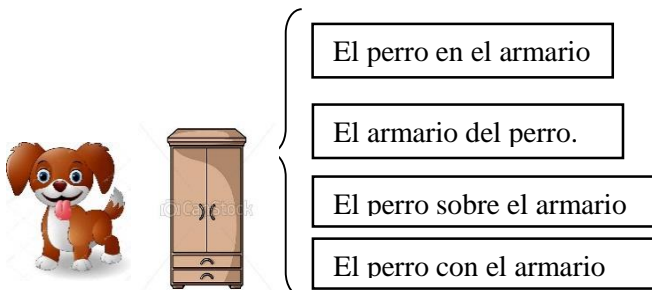 El perro en el armario
El armario del perro.
El perro sobre el armario
El perro con el armario
CanStock